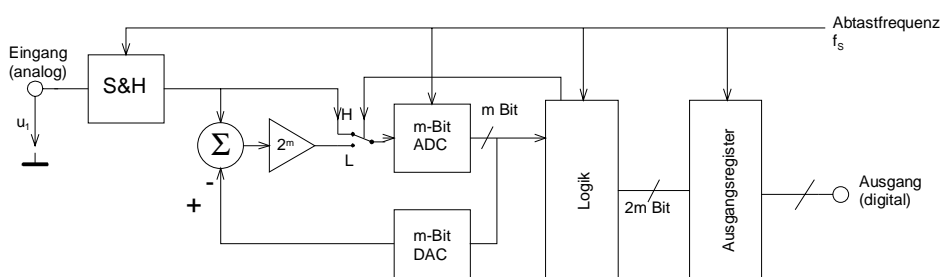 Abtastfrequenz
f_S
Eingang
(analog)
S&H
u_1
H
m Bit
m-Bit
ADC
Σ
2^m
L
-
+
Logik
2m Bit
Ausgangsregister
Ausgang
(digital)
m-Bit
DAC